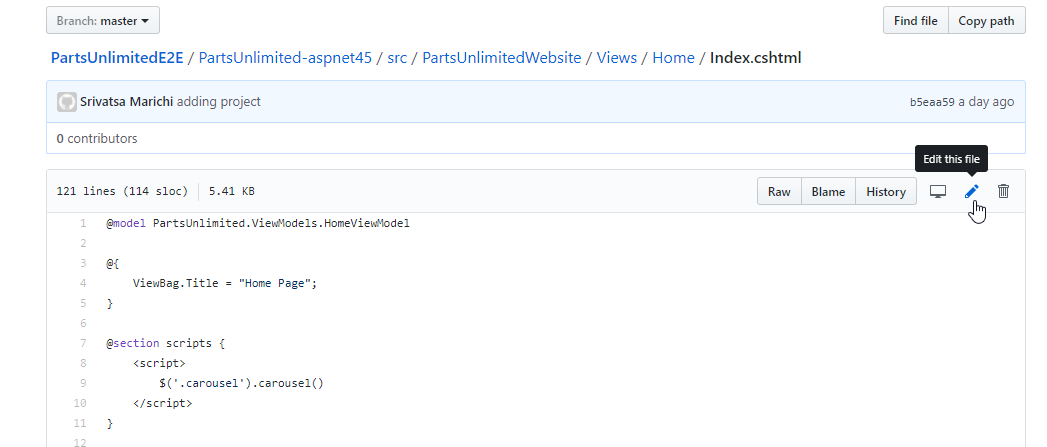 Branch: master Find file Copy path
PartsUnlimitedE2E / PartsUnlimited-aspnet45 / src / PartsUnlimitedWebsite / Views / Home / Index.cshtml
Srivatsa Marichi adding project b5eaa59 a day ago
0 contributors
Edit this file
121 lines (114 sloc) 5.41 KB Raw Blame History
1 @model PartsUnlimited.ViewModels.HomeViewModel
2
3 @{
4 ViewBag.Title = "Home Page";
5 }
6
7 @section scripts {
8 <script>
9 $('.carousel').carousel()
10 </script>
11 }
12